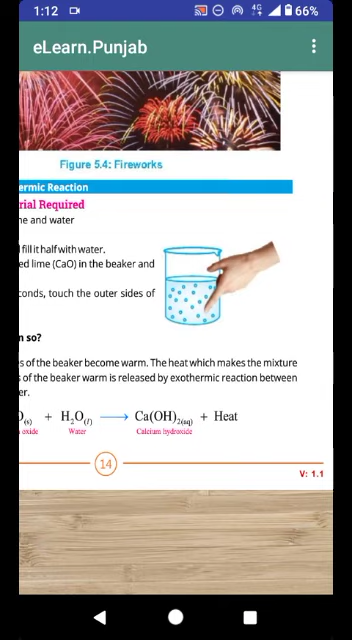 1:12
4G
66%
eLearn.Punjab
Figure 5.4: Fireworks
ermic Reaction
rial Required
ne and water
fill it half with water.
ed lime (CaO) in the beaker and
conds, touch the outer sides of
n so?
s of the beaker become warm. The heat which makes the mixture
s of the beaker warm is released by exothermic reaction between
er.
O(s) + H₂O(l) ⟶ Ca(OH)₂(aq) + Heat
oxide Water Calcium hydroxide
14
V: 1.1